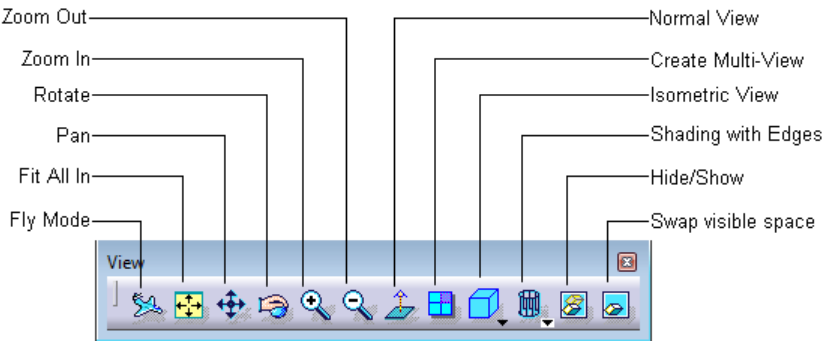 Zoom Out
Normal View
Zoom In
Create Multi-View
Rotate
Isometric View
Pan
Shading with Edges
Fit All In
Hide/Show
Fly Mode
Swap visible space
View